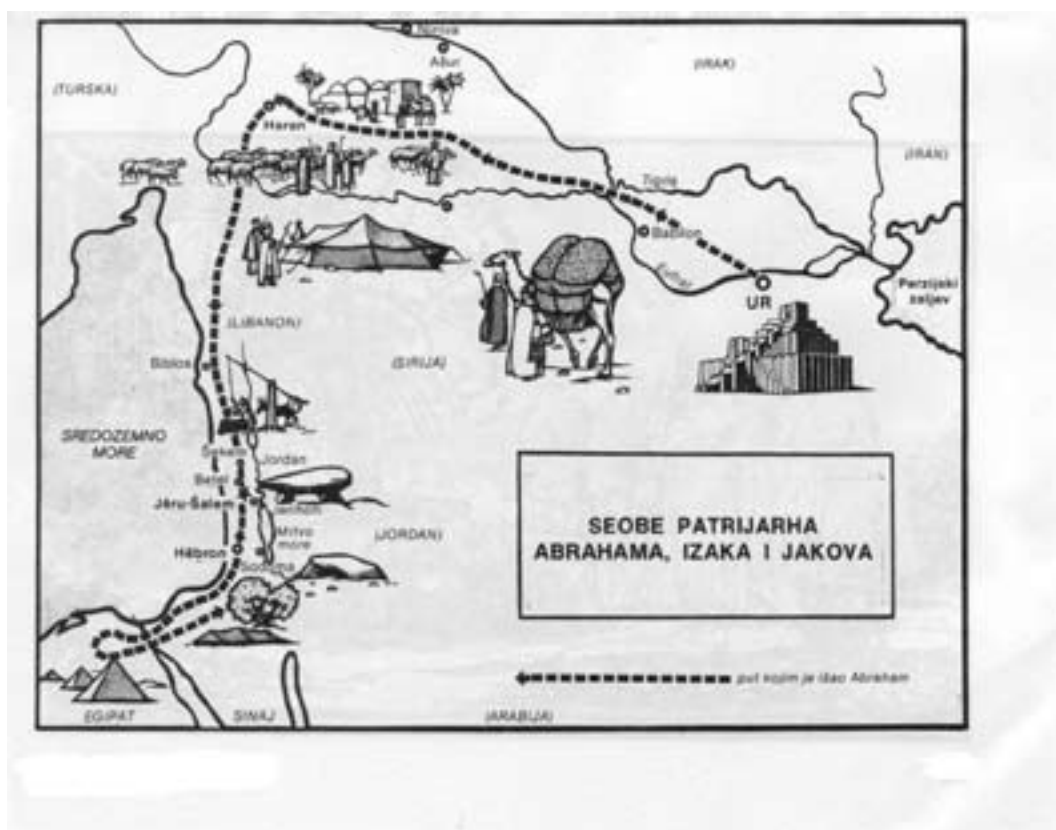 Niniva
Ašur
(IRAK)
(TURSKA)
Haran
(IRAN)
Tigris
Babilon
Eufrat
UR
Perzijski
zaljev
(LIBANON)
(SIRIJA)
Biblos
SREDOZEMNO
MORE
Šekem
Jordan
Betel
Jeru-Šalem
Jerihon
Mrtvo
more
(JORDAN)
Hebron
Sodoma
SEOBE PATRIJARHA
ABRAHAMA, IZAKA I JAKOVA
put kojim je išao Abraham
EGIPAT
SINAJ
(ARABIJA)